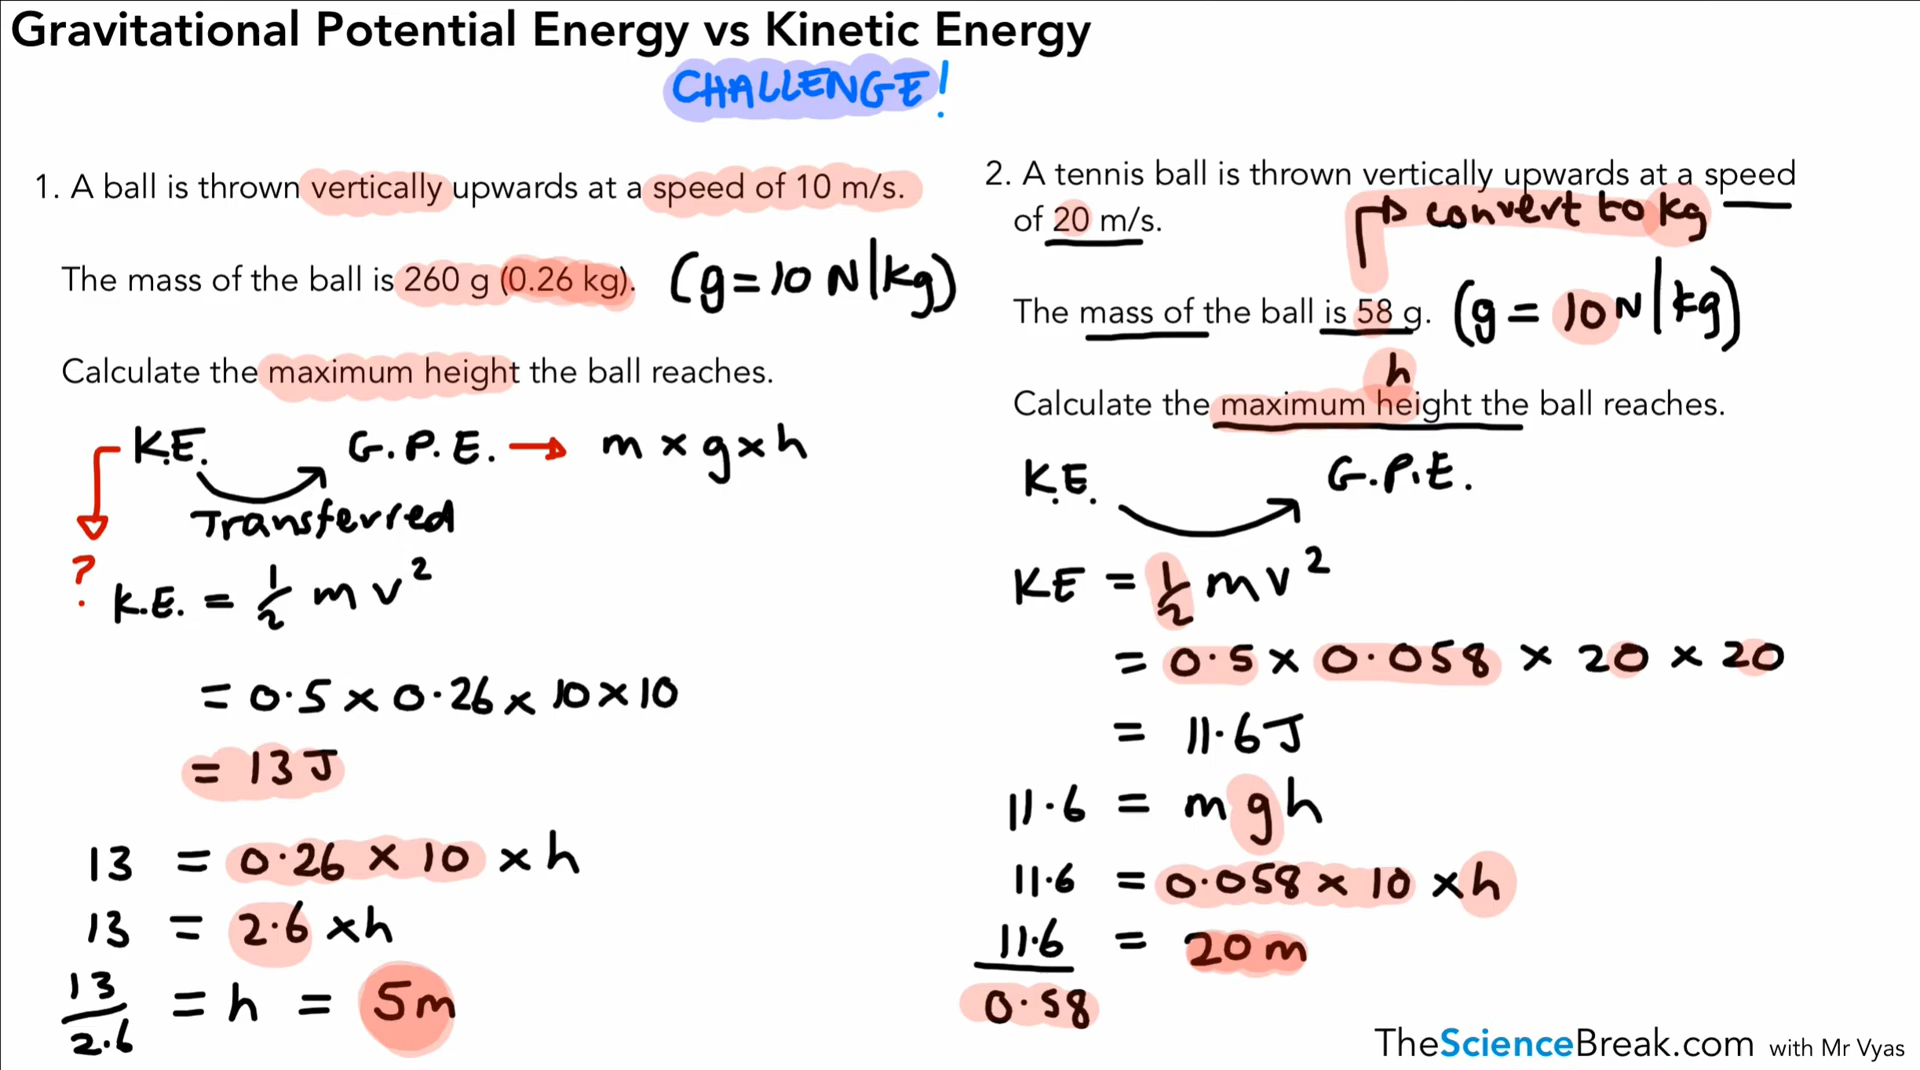 Gravitational Potential Energy vs Kinetic Energy
CHALLENGE!
1. A ball is thrown vertically upwards at a speed of 10 m/s.
The mass of the ball is 260 g (0.26 kg). (g=10 N|kg)
Calculate the maximum height the ball reaches.
K.E. G.P.E. → m × g × h
Transferred
?
K.E. = 1/2 m v²
= 0.5 × 0.26 × 10 × 10
= 13 J
13 = 0.26 × 10 × h
13 = 2.6 × h
13/2.6 = h = 5m
2. A tennis ball is thrown vertically upwards at a speed
of 20 m/s.
convert to kg
The mass of the ball is 58 g. (g = 10 N|kg)
h
Calculate the maximum height the ball reaches.
K.E. G.P.E.
KE = 1/2 m v²
= 0.5 × 0.058 × 20 × 20
= 11.6 J
11.6 = m g h
11.6 = 0.058 × 10 × h
11.6/0.58 = 20 m
TheScienceBreak.com with Mr Vyas